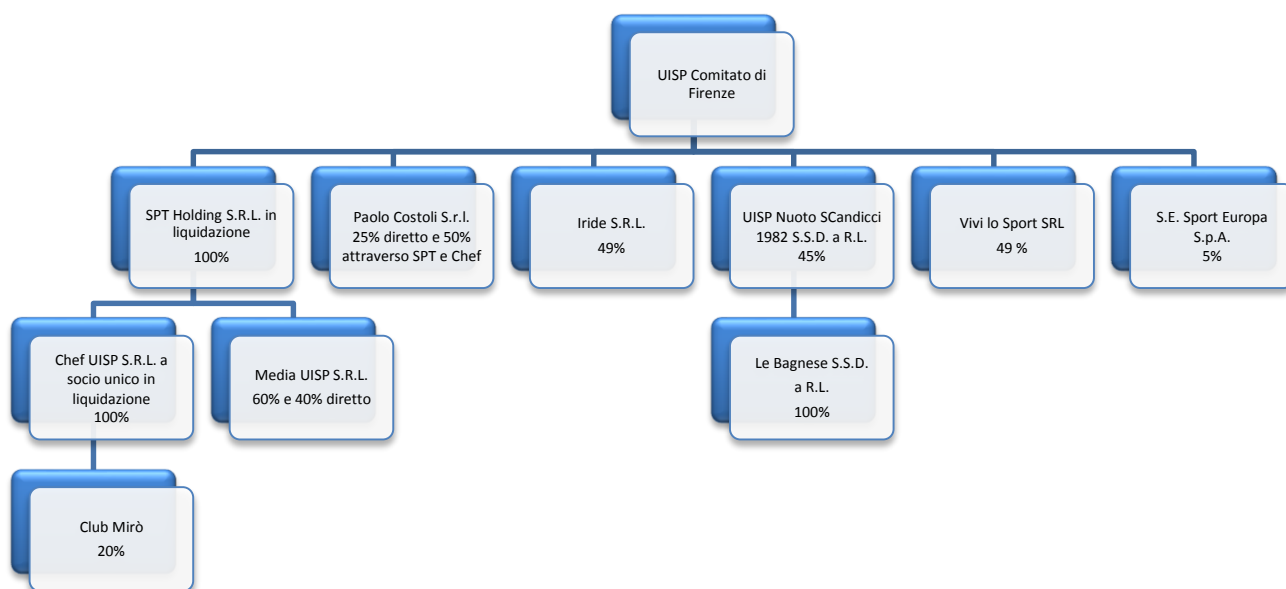 UISP Comitato di
Firenze
SPT Holding S.R.L. in
liquidazione
100%
Paolo Costoli S.r.l.
25% diretto e 50%
attraverso SPT e Chef
Iride S.R.L.
49%
UISP Nuoto SCandicci
1982 S.S.D. a R.L.
45%
Vivi lo Sport SRL
49 %
S.E. Sport Europa
S.p.A.
5%
Chef UISP S.R.L. a
socio unico in
liquidazione
100%
Media UISP S.R.L.
60% e 40% diretto
Le Bagnese S.S.D.
a R.L.
100%
Club Mirò
20%